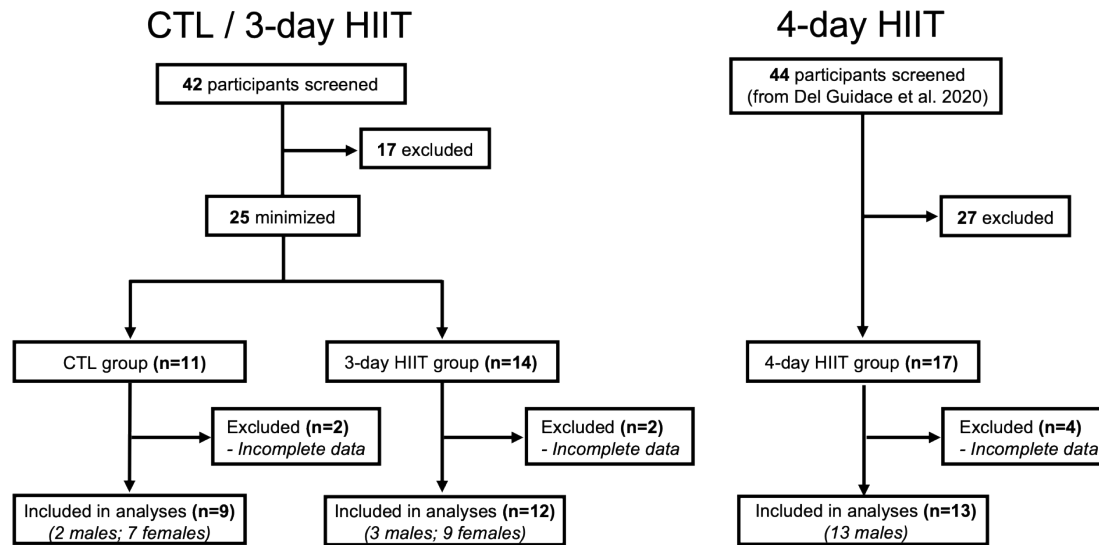 CTL / 3-day HIIT
42 participants screened
17 excluded
25 minimized
CTL group (n=11)
3-day HIIT group (n=14)
Excluded (n=2)
- Incomplete data
Excluded (n=2)
- Incomplete data
Included in analyses (n=9)
(2 males; 7 females)
Included in analyses (n=12)
(3 males; 9 females)
4-day HIIT
44 participants screened
(from Del Guidace et al. 2020)
27 excluded
4-day HIIT group (n=17)
Excluded (n=4)
- Incomplete data
Included in analyses (n=13)
(13 males)